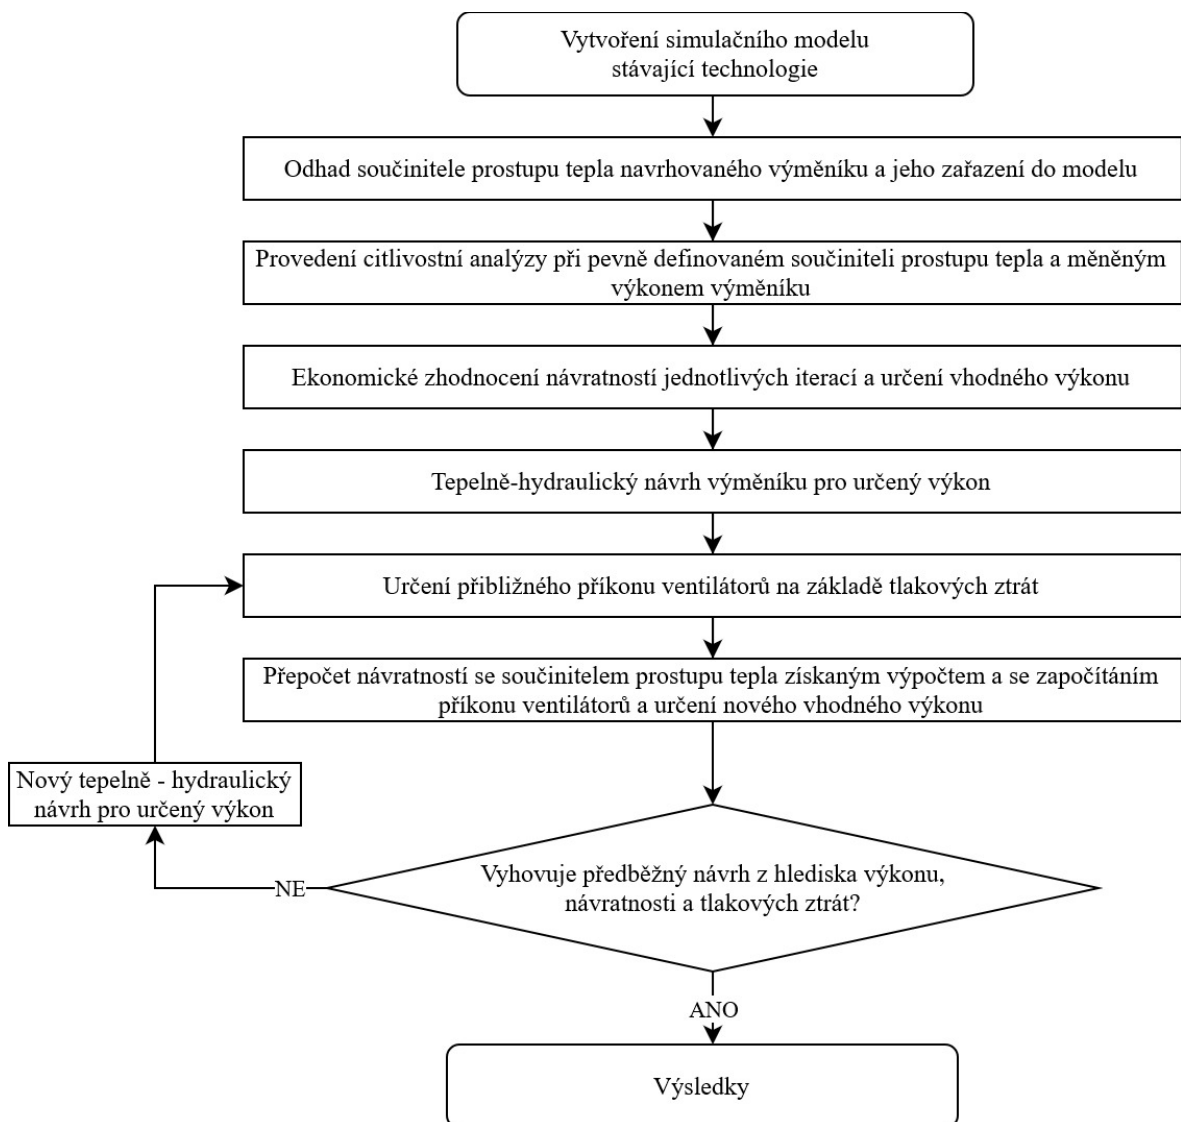 Vytvoření simulačního modelu
stávající technologie
Odhad součinitele prostupu tepla navrhovaného výměníku a jeho zařazení do modelu
Provedení citlivostní analýzy při pevně definovaném součiniteli prostupu tepla a měněným
výkonem výměníku
Ekonomické zhodnocení návratností jednotlivých iterací a určení vhodného výkonu
Tepelně-hydraulický návrh výměníku pro určený výkon
Určení přibližného příkonu ventilátorů na základě tlakových ztrát
Přepočet návratností se součinitelem prostupu tepla získaným výpočtem a se započítáním
příkonu ventilátorů a určení nového vhodného výkonu
Nový tepelně - hydraulický
návrh pro určený výkon
Vyhovuje předběžný návrh z hlediska výkonu,
návratnosti a tlakových ztrát?
NE
ANO
Výsledky